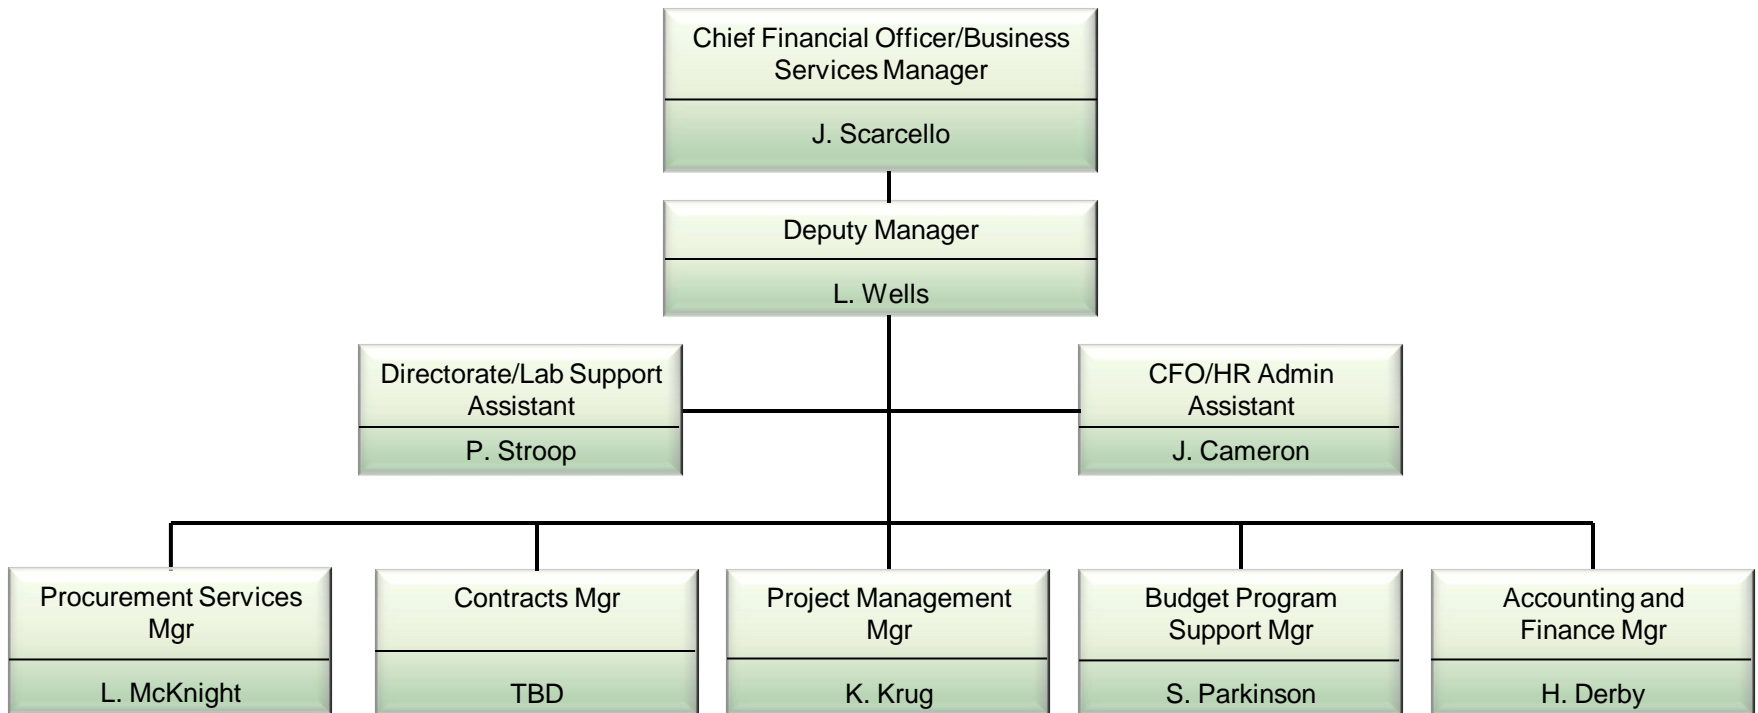 Chief Financial Officer/Business
Services Manager
J. Scarcello
Deputy Manager
L. Wells
Directorate/Lab Support
Assistant
P. Stroop
CFO/HR Admin
Assistant
J. Cameron
Procurement Services
Mgr
L. McKnight
Contracts Mgr
TBD
Project Management
Mgr
K. Krug
Budget Program
Support Mgr
S. Parkinson
Accounting and
Finance Mgr
H. Derby